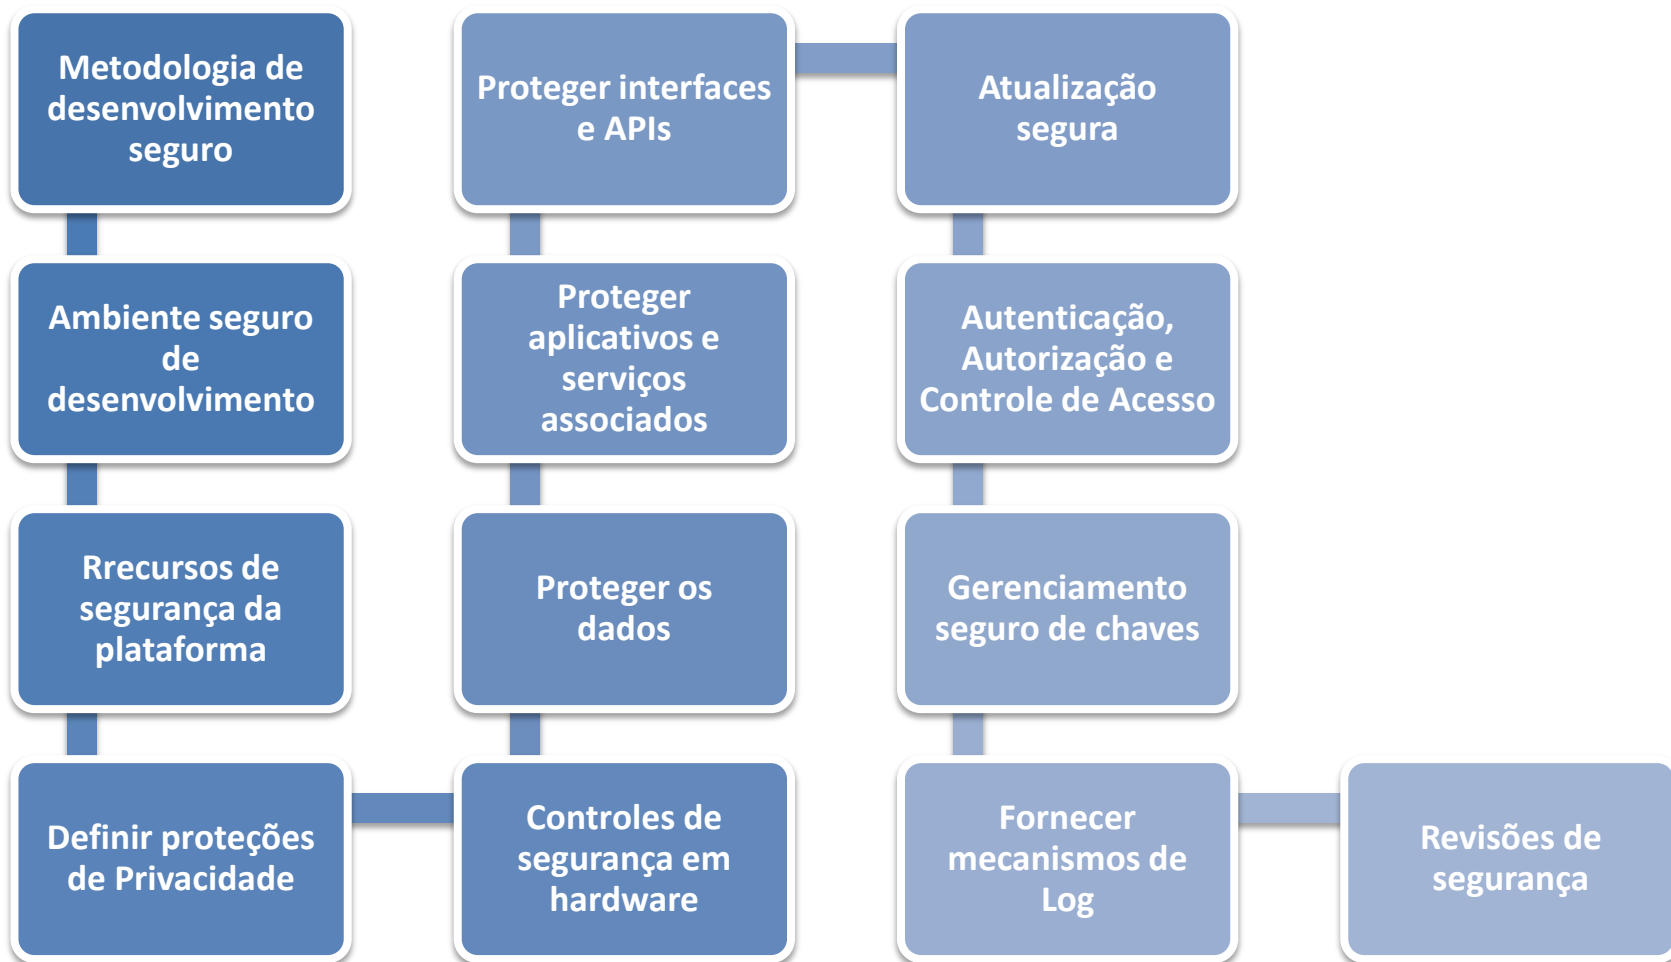 Metodologia de
desenvolvimento
seguro
Ambiente seguro
de
desenvolvimento
Rrecursos de
segurança da
plataforma
Definir proteções
de Privacidade
Controles de
segurança em
hardware
Proteger os
dados
Proteger
aplicativos e
serviços
associados
Proteger interfaces
e APIs
Atualização
segura
Autenticação,
Autorização e
Controle de Acesso
Gerenciamento
seguro de chaves
Fornecer
mecanismos de
Log
Revisões de
segurança